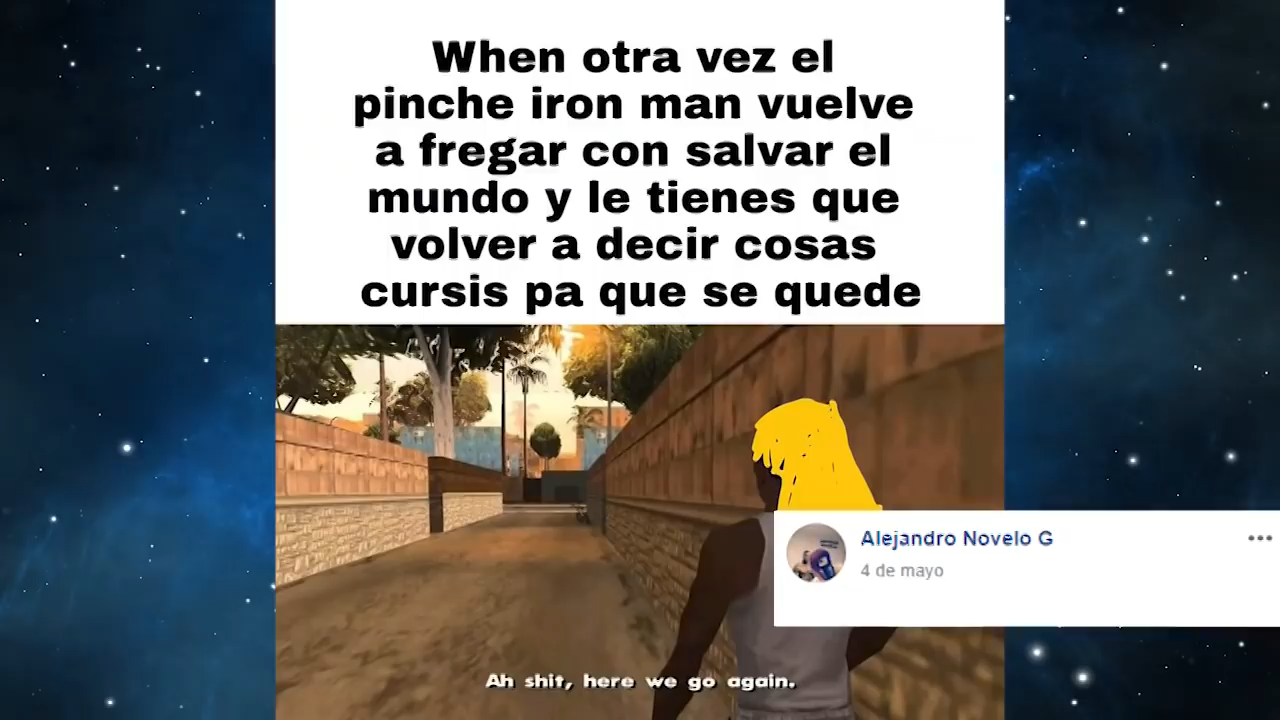 When otra vez el
pinche iron man vuelve
a fregar con salvar el
mundo y le tienes que
volver a decir cosas
cursis pa que se quede
Alejandro Novelo G
4 de mayo
Ah shit, here we go again.